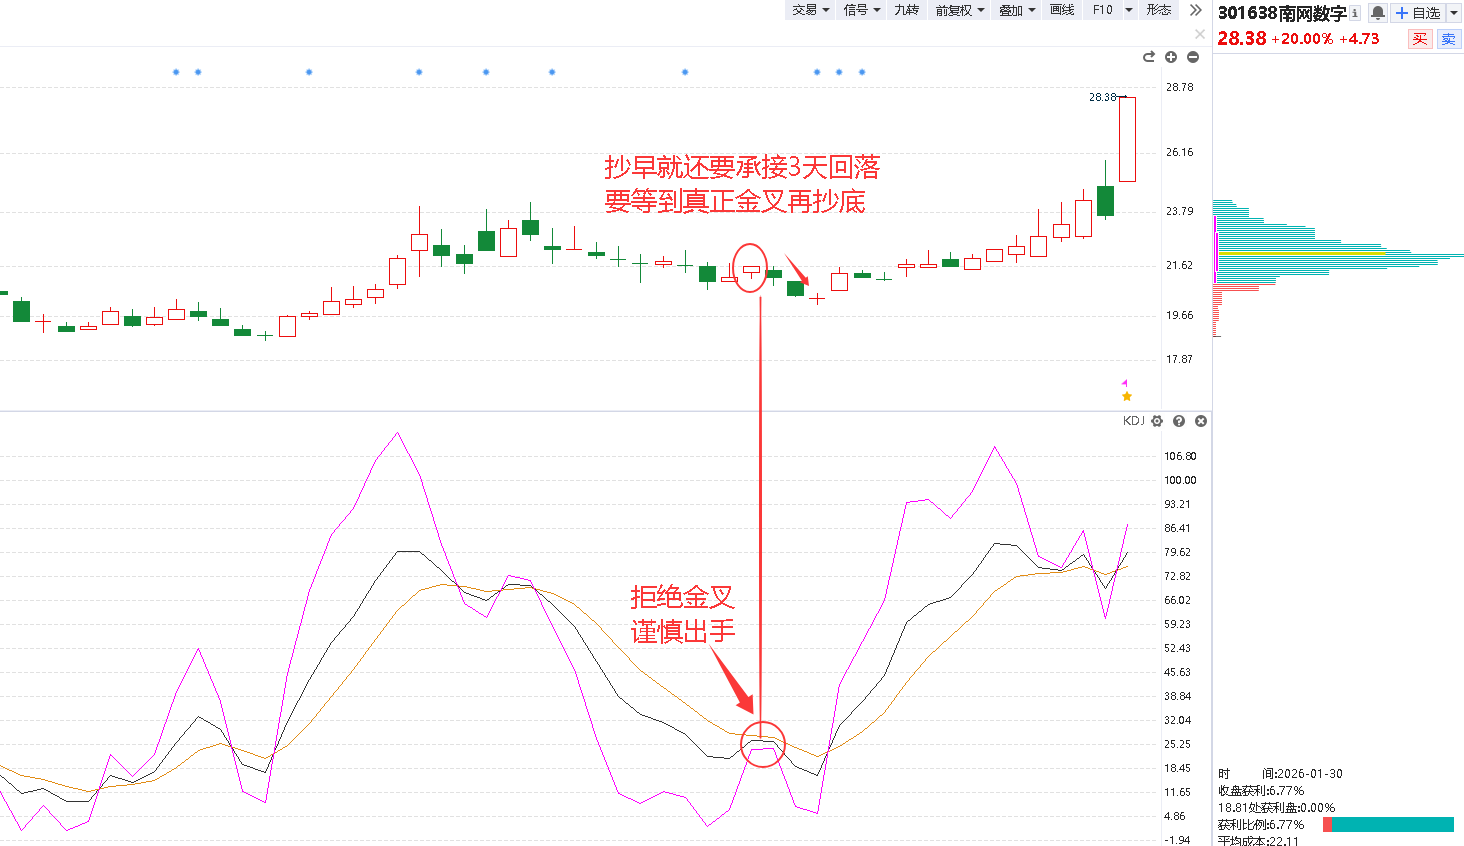 交易 信号 九转 前复权 叠加 画线 F10 形态
301638南网数字 自选
28.38 +20.00% +4.73 买 卖
28.38
28.78
26.16
23.79
21.62
19.66
17.87
抄早就还要承接3天回落
要等到真正金叉再抄底
KDJ
106.80
100.00
93.21
86.41
79.62
72.82
66.02
59.23
52.43
45.63
38.84
32.04
25.25
18.45
11.65
4.86
-1.94
拒绝金叉
谨慎出手
时 间:2026-01-30
收盘获利:6.77%
18.81处获利盘:0.00%
获利比例:6.77%
平均成本:22.11